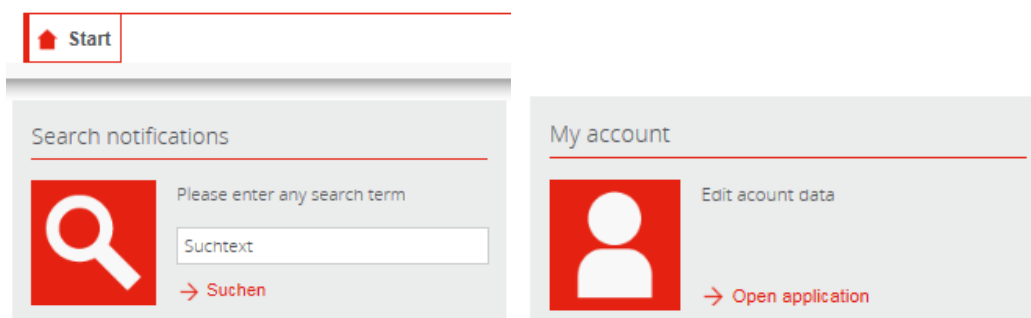 Start
Search notifications
Please enter any search term
Suchtext
Suchen
My account
Edit acount data
Open application